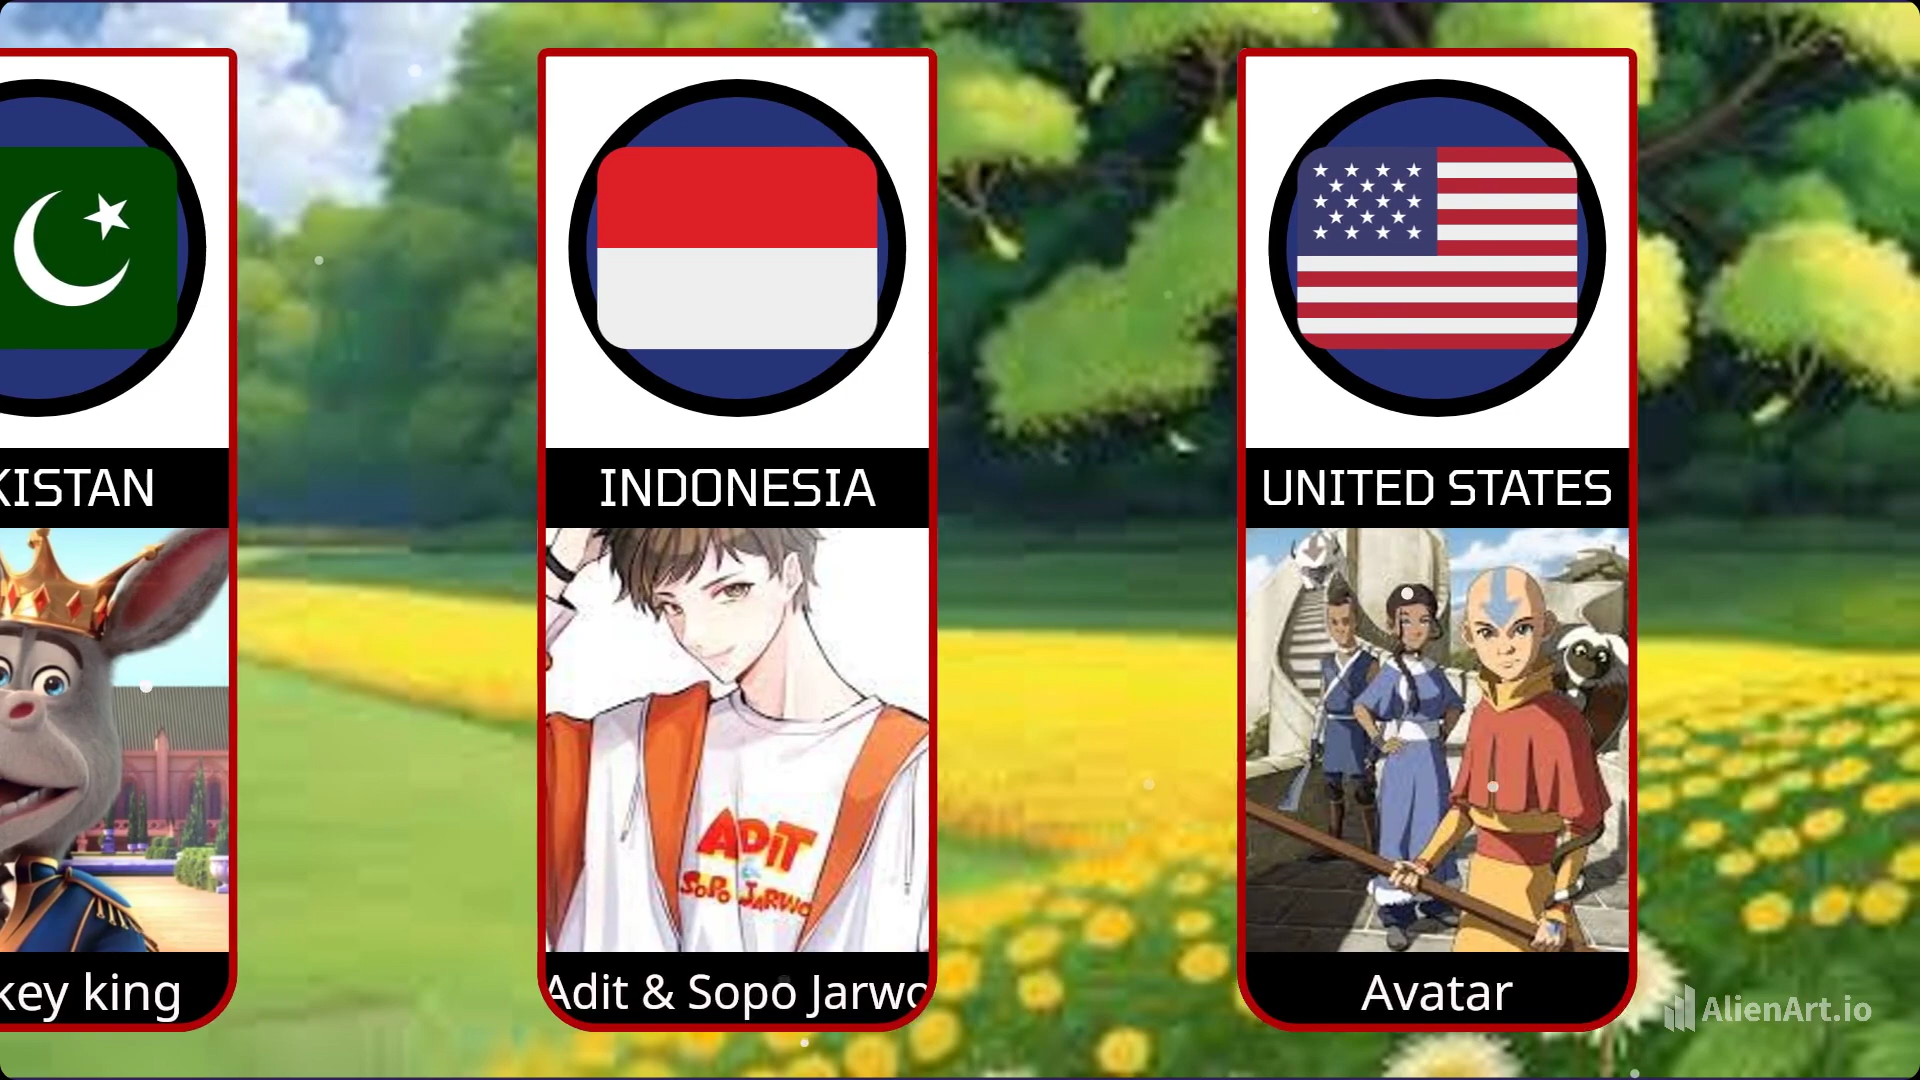 KISTAN
INDONESIA
UNITED STATES
ADIT
&
SOPO JARWO
key king
Adit & Sopo Jarwo
Avatar
AlienArt.io